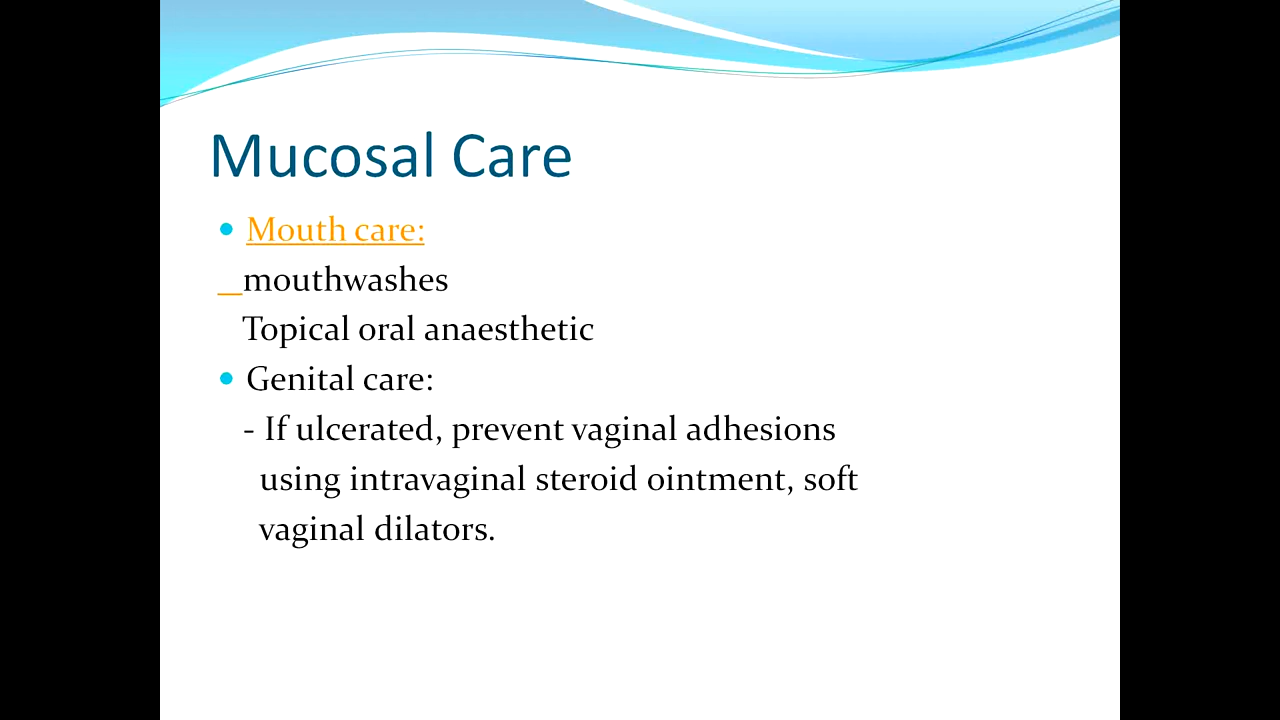 Mucosal Care
• Mouth care:
_mouthwashes
Topical oral anaesthetic
• Genital care:
- If ulcerated, prevent vaginal adhesions
using intravaginal steroid ointment, soft
vaginal dilators.